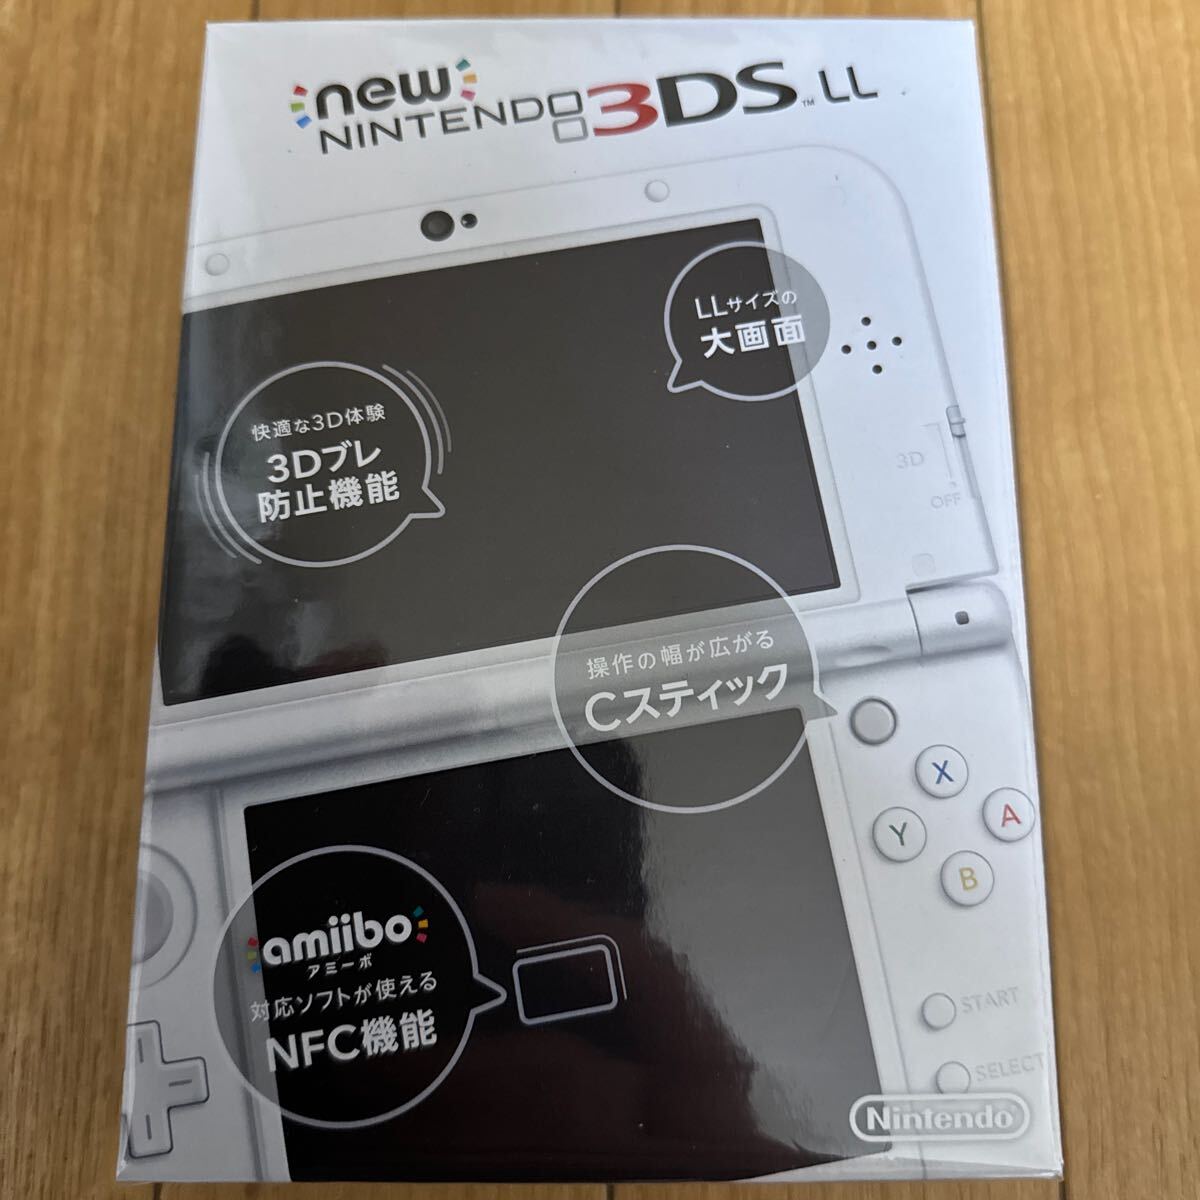 new
NINTENDO 3DS™ LL
LLサイズの
大画面
快適な3D体験
3Dブレ
防止機能
3D
OFF
操作の幅が広がる
Cスティック
X
Y
A
B
amiibo
アミーボ
対応ソフトが使える
NFC機能
START
SELECT
Nintendo